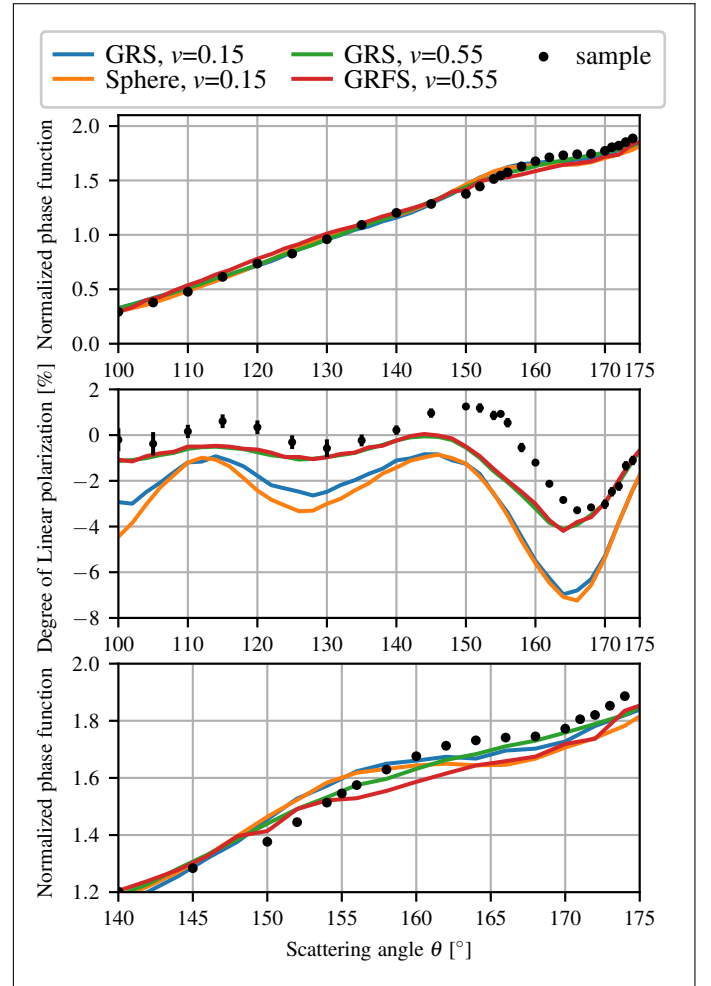 GRS, v=0.15
GRS, v=0.55
sample
Sphere, v=0.15
GRFS, v=0.55
Normalized phase function
2.0
1.5
1.0
0.5
0.0
100 110 120 130 140 150 160 170 175
Degree of Linear polarization [%]
2
0
−2
−4
−6
−8
100 110 120 130 140 150 160 170 175
Normalized phase function
2.0
1.8
1.6
1.4
1.2
140 145 150 155 160 165 170 175
Scattering angle θ [°]